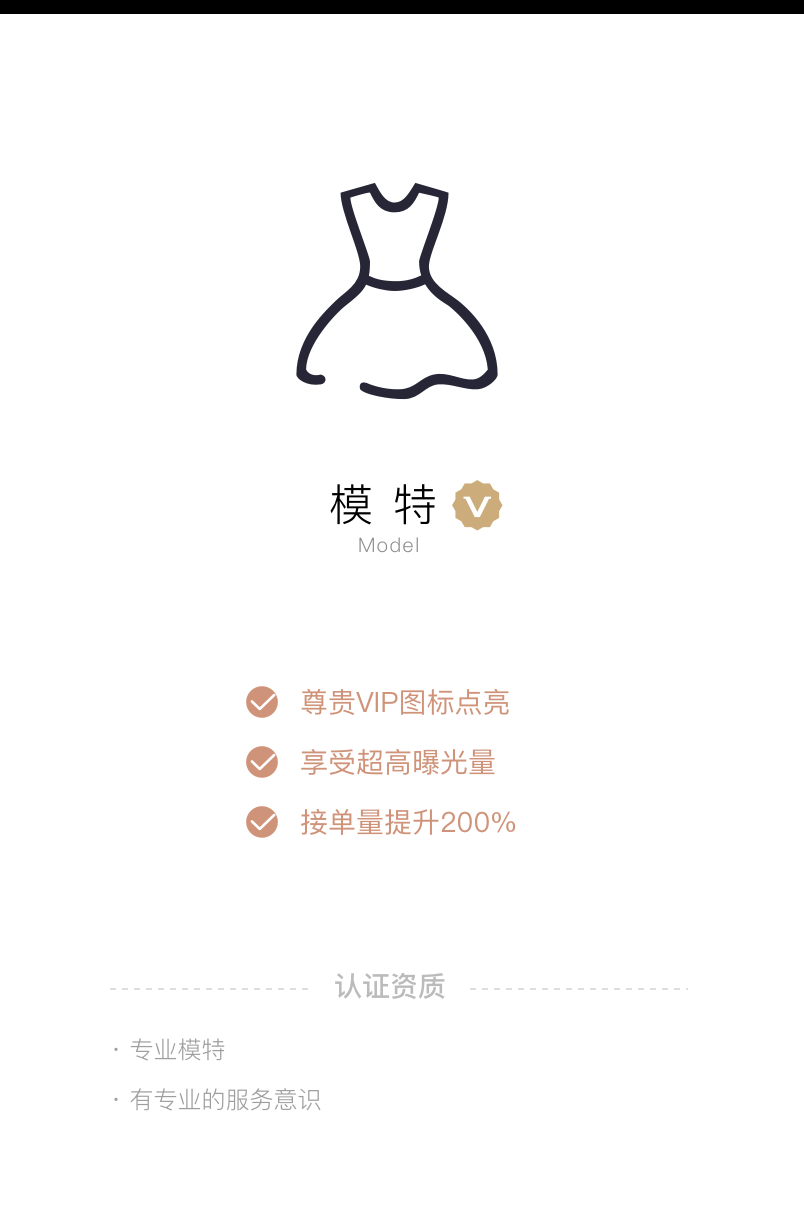 模 特 V
Model
尊贵VIP图标点亮
享受超高曝光量
接单量提升200%
认证资质
· 专业模特
· 有专业的服务意识